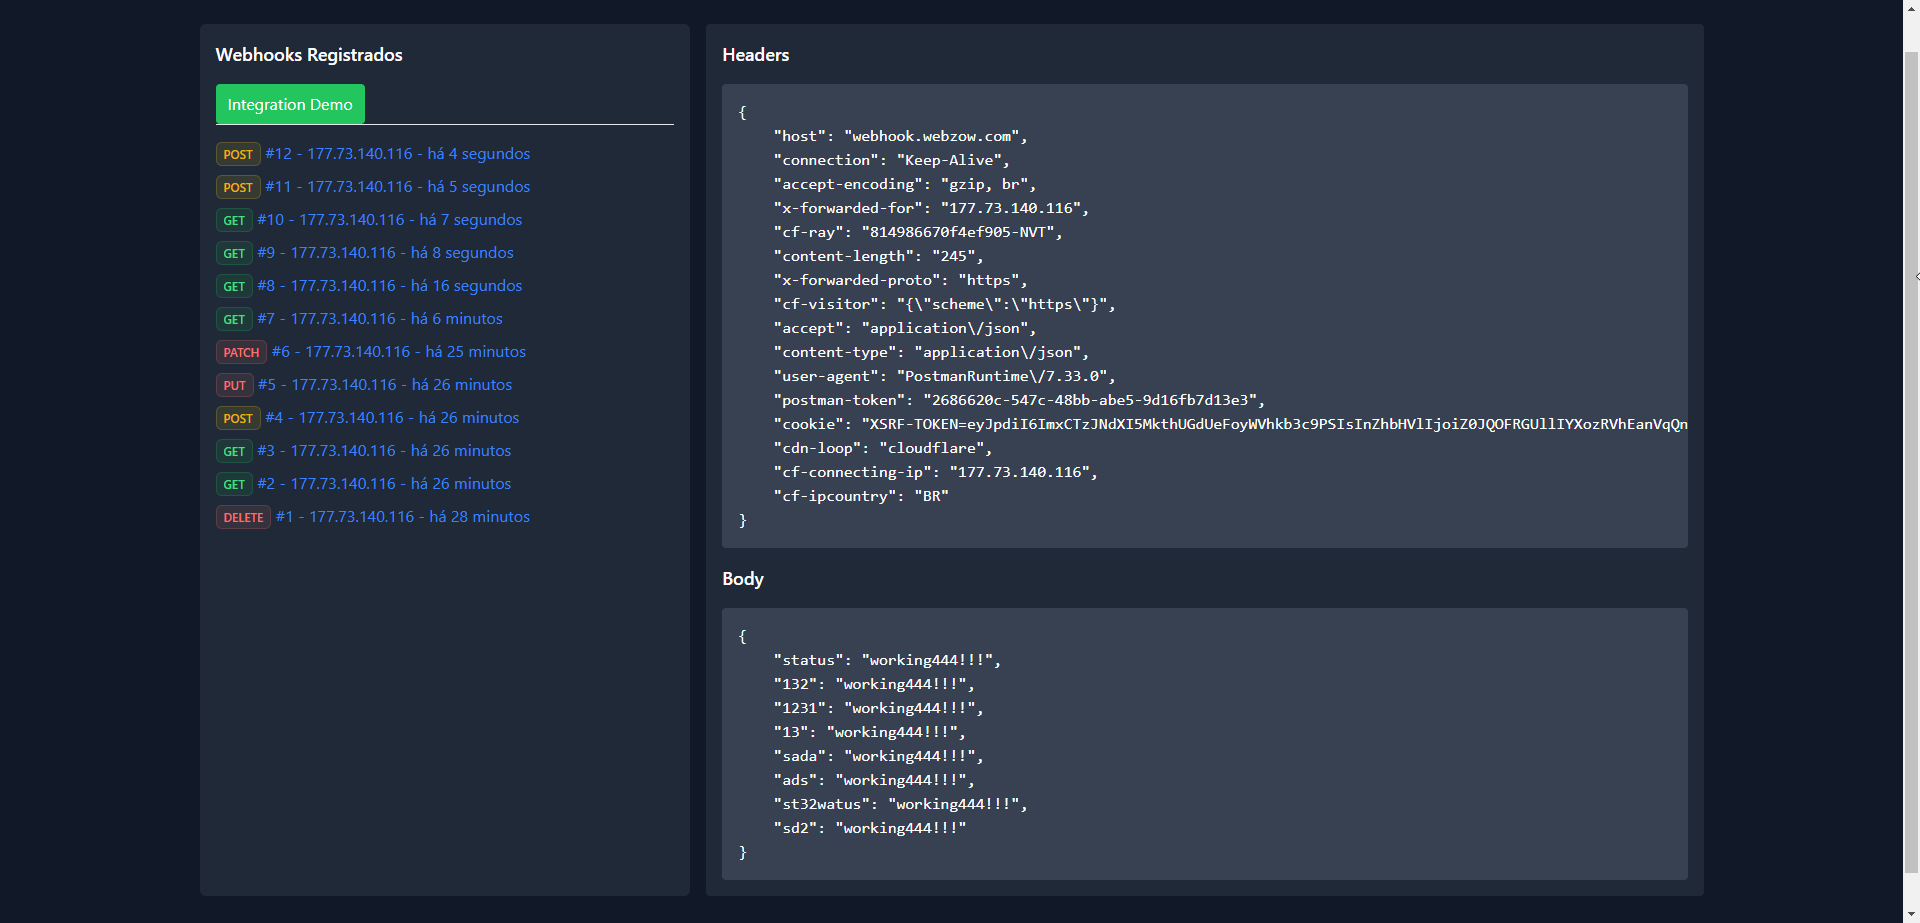 Webhooks Registrados
Integration Demo
POST #12 - 177.73.140.116 - há 4 segundos
POST #11 - 177.73.140.116 - há 5 segundos
GET #10 - 177.73.140.116 - há 7 segundos
GET #9 - 177.73.140.116 - há 8 segundos
GET #8 - 177.73.140.116 - há 16 segundos
GET #7 - 177.73.140.116 - há 6 minutos
PATCH #6 - 177.73.140.116 - há 25 minutos
PUT #5 - 177.73.140.116 - há 26 minutos
POST #4 - 177.73.140.116 - há 26 minutos
GET #3 - 177.73.140.116 - há 26 minutos
GET #2 - 177.73.140.116 - há 26 minutos
DELETE #1 - 177.73.140.116 - há 28 minutos
Headers
{
    "host": "webhook.webzow.com",
    "connection": "Keep-Alive",
    "accept-encoding": "gzip, br",
    "x-forwarded-for": "177.73.140.116",
    "cf-ray": "814986670f4ef905-NVT",
    "content-length": "245",
    "x-forwarded-proto": "https",
    "cf-visitor": "{\"scheme\":\"https\"}",
    "accept": "application\/json",
    "content-type": "application\/json",
    "user-agent": "PostmanRuntime\/7.33.0",
    "postman-token": "2686620c-547c-48bb-abe5-9d16fb7d13e3",
    "cookie": "XSRF-TOKEN=eyJpdiI6ImxCTzJNdXI5MkthUGdUeFoyWVhkb3c9PSIsInZhbHVlIjoiZ0JQOFRGUllIYXozRVhEanVqQn
    "cdn-loop": "cloudflare",
    "cf-connecting-ip": "177.73.140.116",
    "cf-ipcountry": "BR"
}
Body
{
    "status": "working444!!!",
    "132": "working444!!!",
    "1231": "working444!!!",
    "13": "working444!!!",
    "sada": "working444!!!",
    "ads": "working444!!!",
    "st32watus": "working444!!!",
    "sd2": "working444!!!"
}